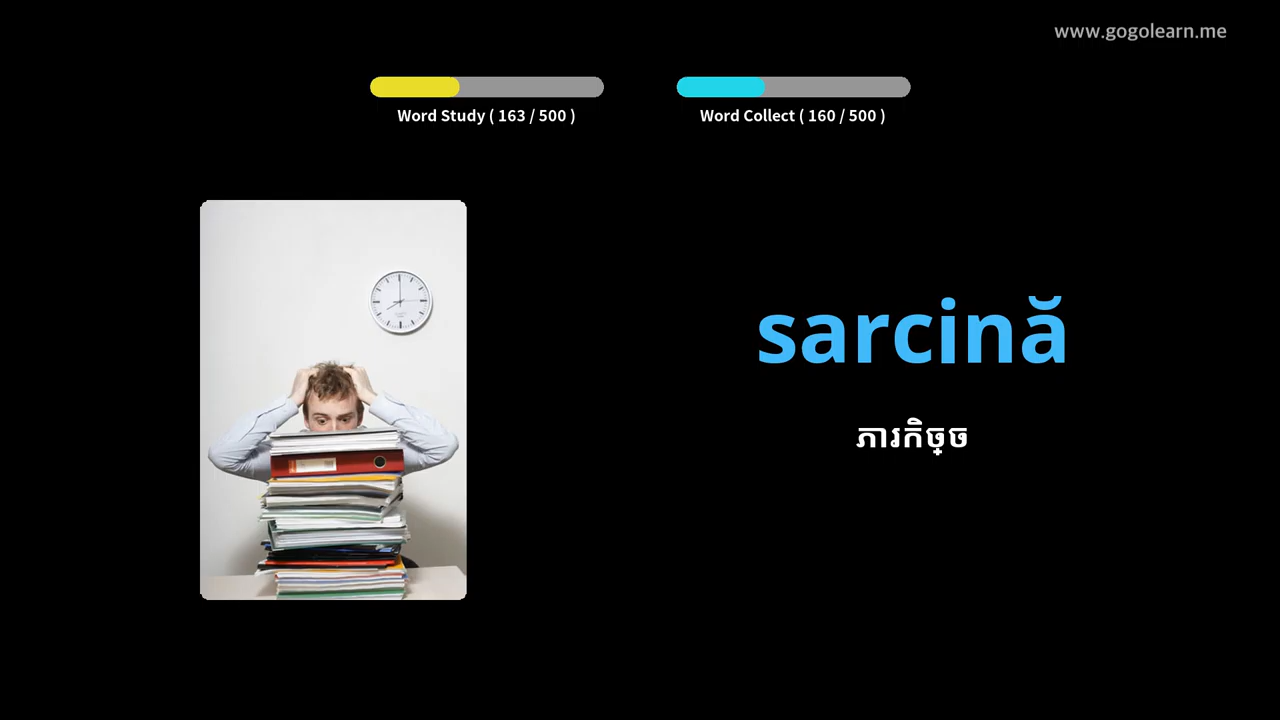 www.gogolearn.me
Word Study ( 163 / 500 )
Word Collect ( 160 / 500 )
sarcină
ភារកិច្ច